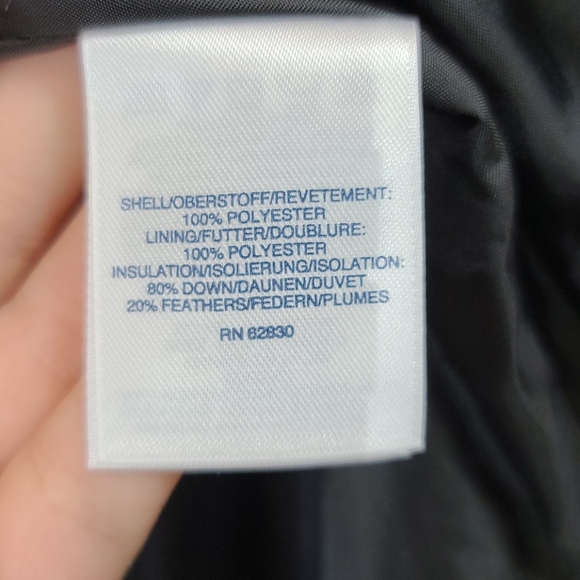 SHELL/OBERSTOFF/REVETEMENT:
100% POLYESTER
LINING/FUTTER/DOUBLURE:
100% POLYESTER
INSULATION/ISOLIERUNG/ISOLATION:
80% DOWN/DAUNEN/DUVET
20% FEATHERS/FEDERN/PLUMES
RN 62830